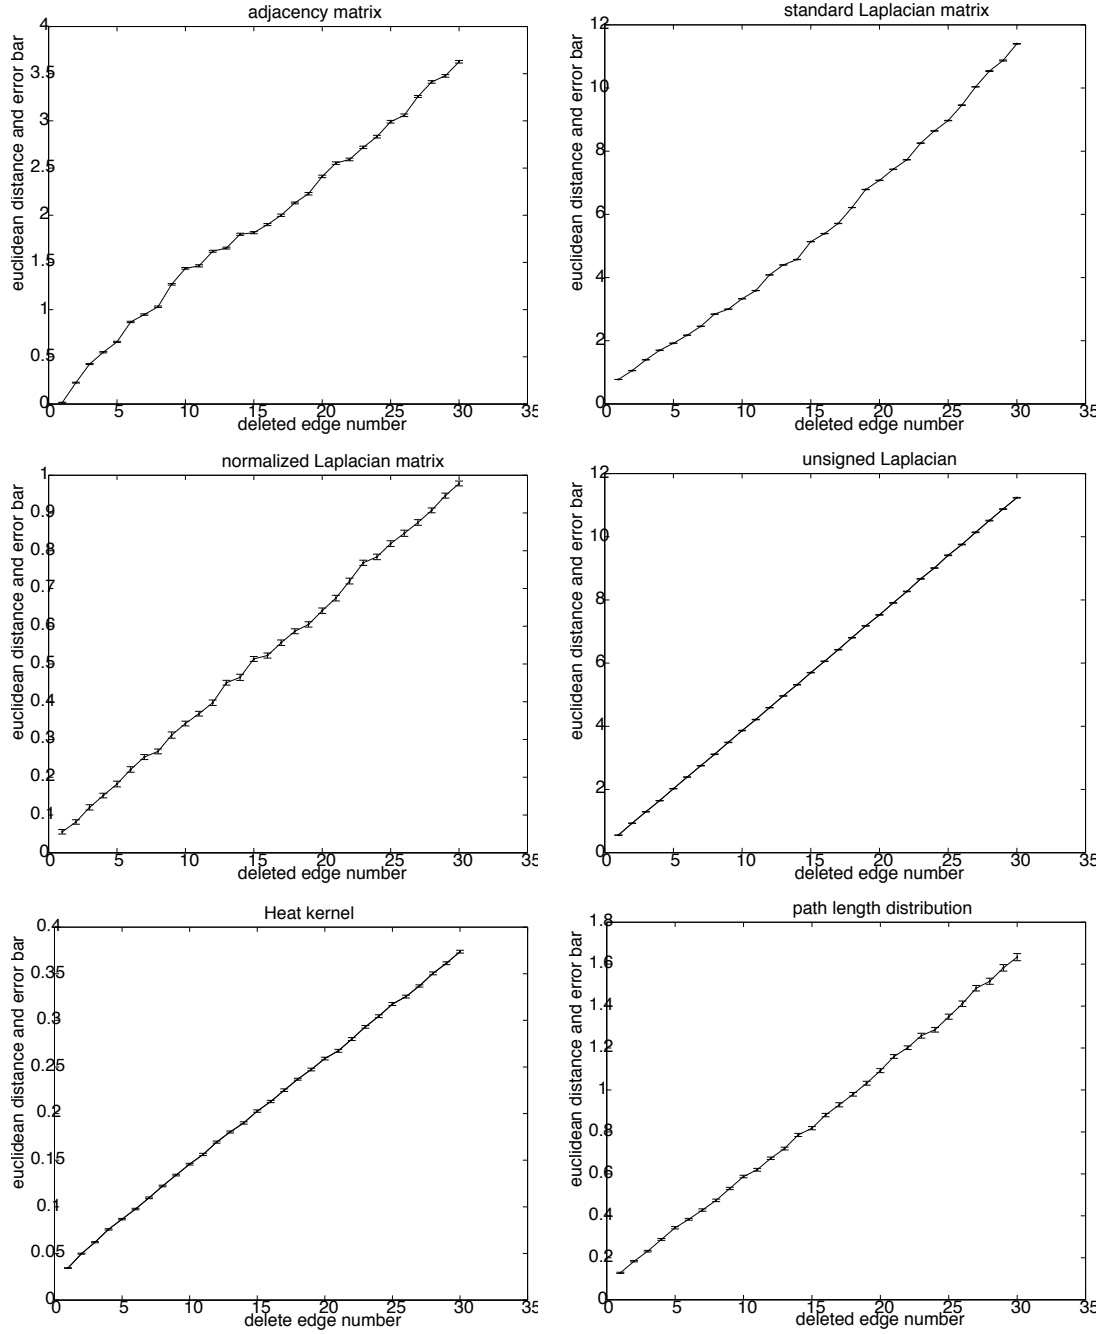 adjacency matrix
euclidean distance and error bar
4
3.5
3
2.5
2
1.5
1
0.5
0
0 5 10 15 20 25 30 35
deleted edge number
standard Laplacian matrix
euclidean distance and error bar
12
10
8
6
4
2
0
0 5 10 15 20 25 30 35
deleted edge number
normalized Laplacian matrix
euclidean distance and error bar
1
0.9
0.8
0.7
0.6
0.5
0.4
0.3
0.2
0.1
0
0 5 10 15 20 25 30 35
deleted edge number
unsigned Laplacian
euclidean distance and error bar
12
10
8
6
4
2
0
0 5 10 15 20 25 30 35
deleted edge number
Heat kernel
euclidean distance and error bar
0.4
0.35
0.3
0.25
0.2
0.15
0.1
0.05
0
0 5 10 15 20 25 30 35
delete edge number
path length distribution
euclidean distance and error bar
1.8
1.6
1.4
1.2
1
0.8
0.6
0.4
0.2
0
0 5 10 15 20 25 30 35
deleted edge number